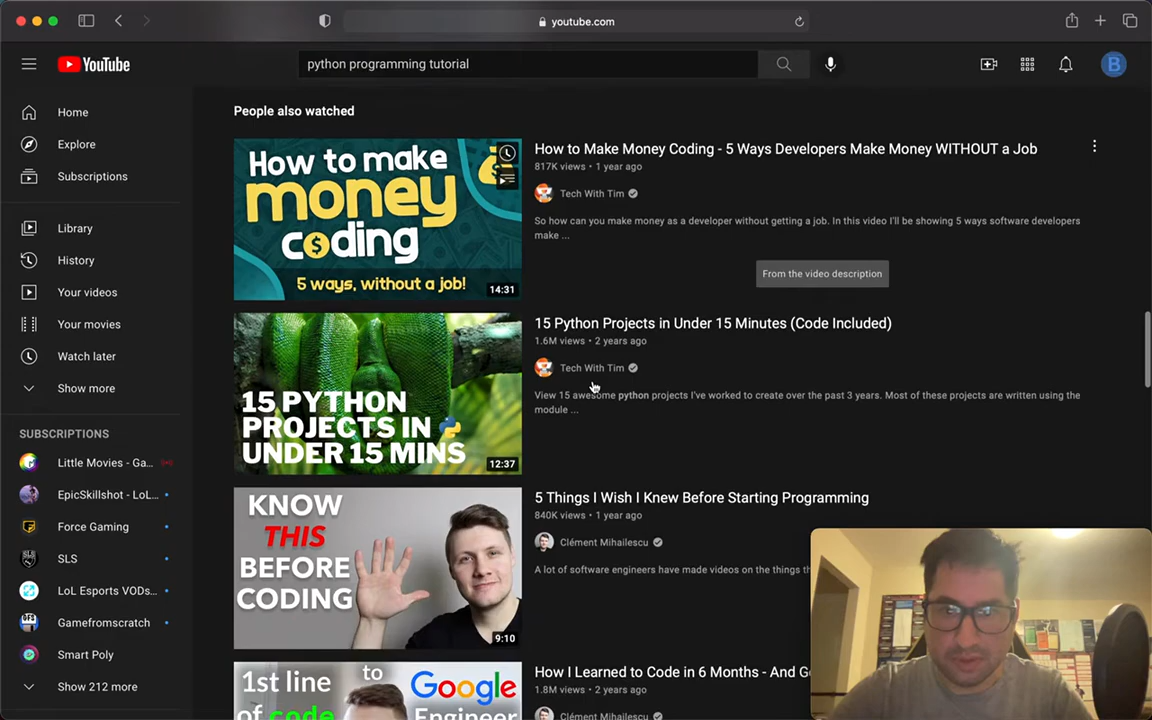 youtube.com
YouTube
python programming tutorial
B
Home
Explore
Subscriptions
Library
History
Your videos
Your movies
Watch later
Show more
SUBSCRIPTIONS
Little Movies - Ga...
EpicSkillshot - LoL...
Force Gaming
SLS
LoL Esports VODs...
Gamefromscratch
Smart Poly
Show 212 more
People also watched
How to make
money
coding
5 ways, without a job!
14:31
How to Make Money Coding - 5 Ways Developers Make Money WITHOUT a Job
817K views • 1 year ago
Tech With Tim
So how can you make money as a developer without getting a job. In this video I'll be showing 5 ways software developers
make ...
From the video description
15 PYTHON
PROJECTS IN
UNDER 15 MINS
12:37
15 Python Projects in Under 15 Minutes (Code Included)
1.6M views • 2 years ago
Tech With Tim
View 15 awesome python projects I've worked to create over the past 3 years. Most of these projects are written using the
module ...
KNOW
THIS
BEFORE
CODING
9:10
5 Things I Wish I Knew Before Starting Programming
840K views • 1 year ago
Clément Mihailescu
A lot of software engineers have made videos on the things th
1st line
of code
to
Google
Engineer
How I Learned to Code in 6 Months - And G
1.8M views • 2 years ago
Clément Mihailescu